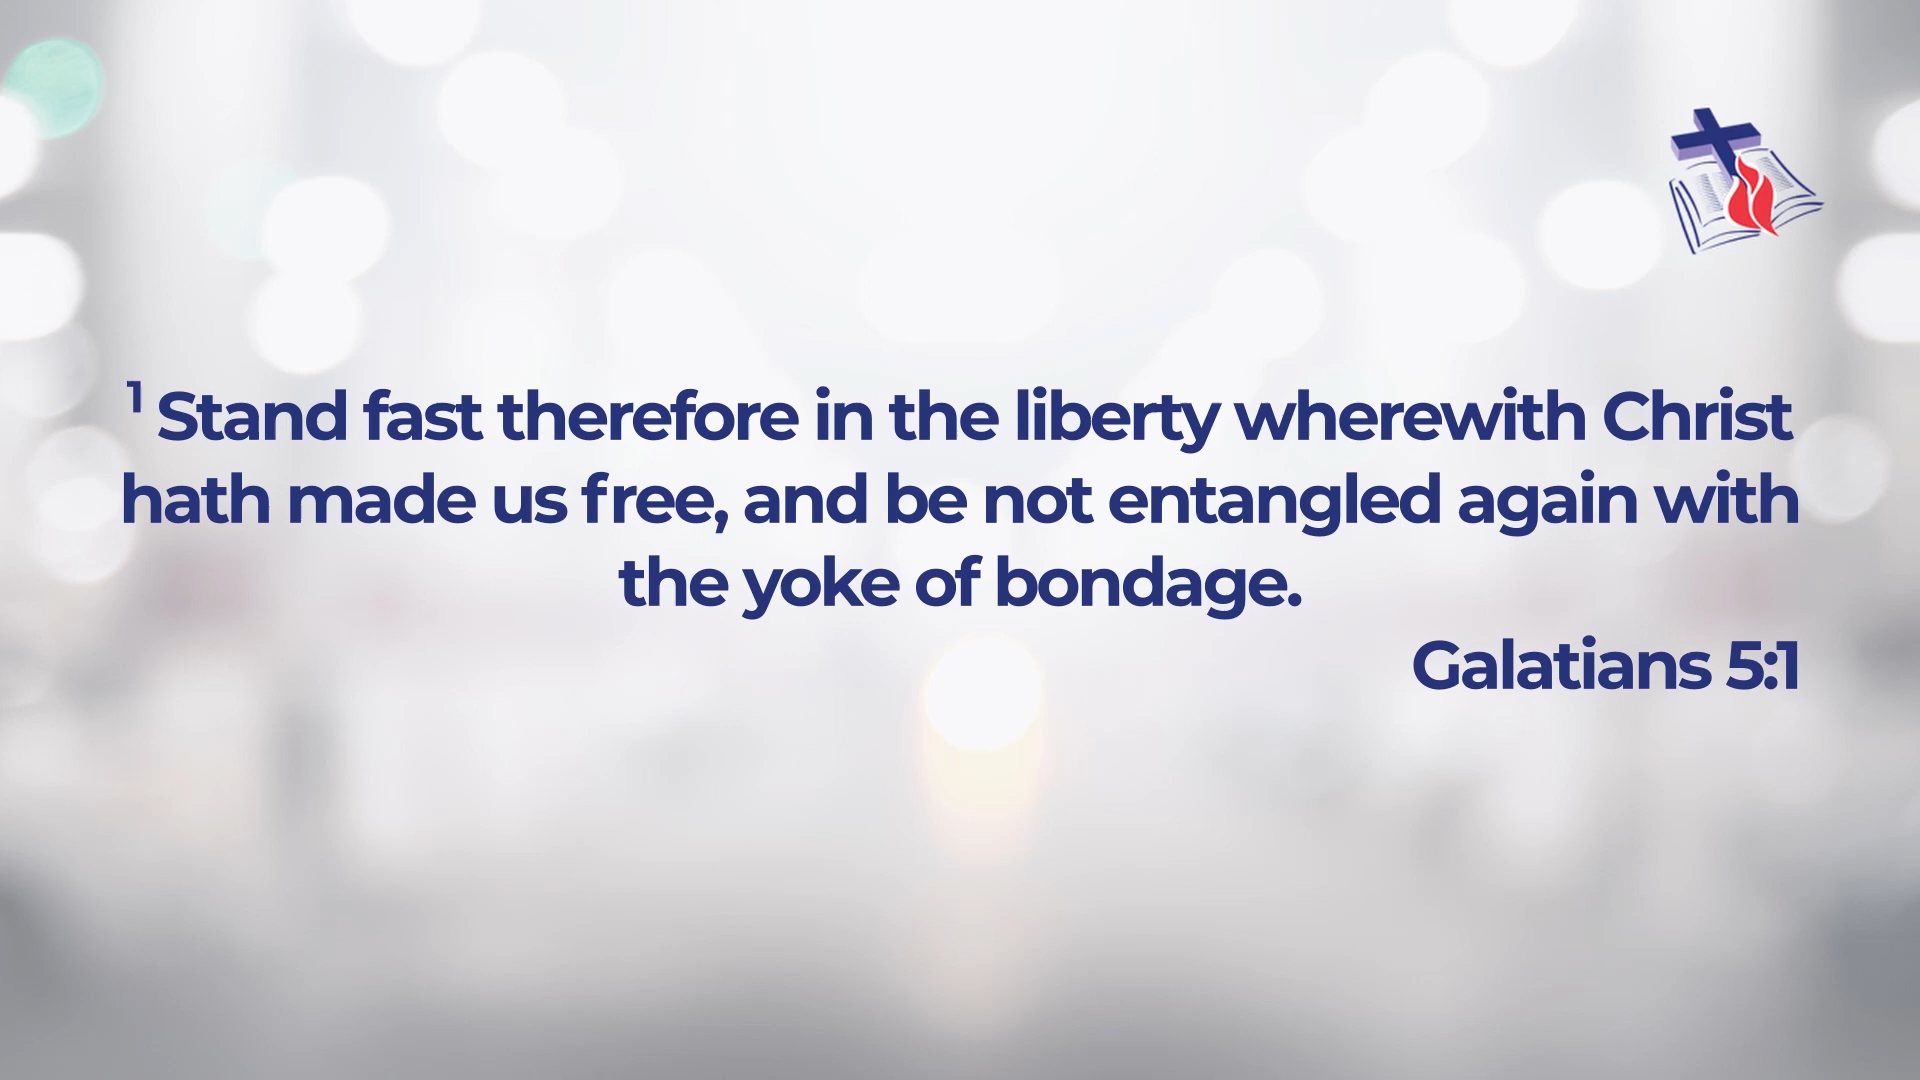 ¹ Stand fast therefore in the liberty wherewith Christ
hath made us free, and be not entangled again with
the yoke of bondage.
Galatians 5:1